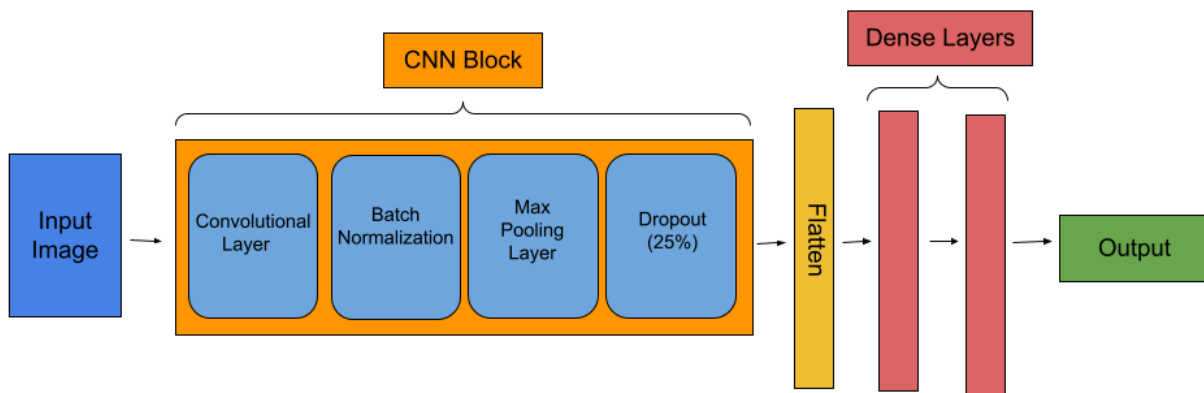 CNN Block
Dense Layers
Input
Image
Convolutional
Layer
Batch
Normalization
Max
Pooling
Layer
Dropout
(25%)
Flatten
Output